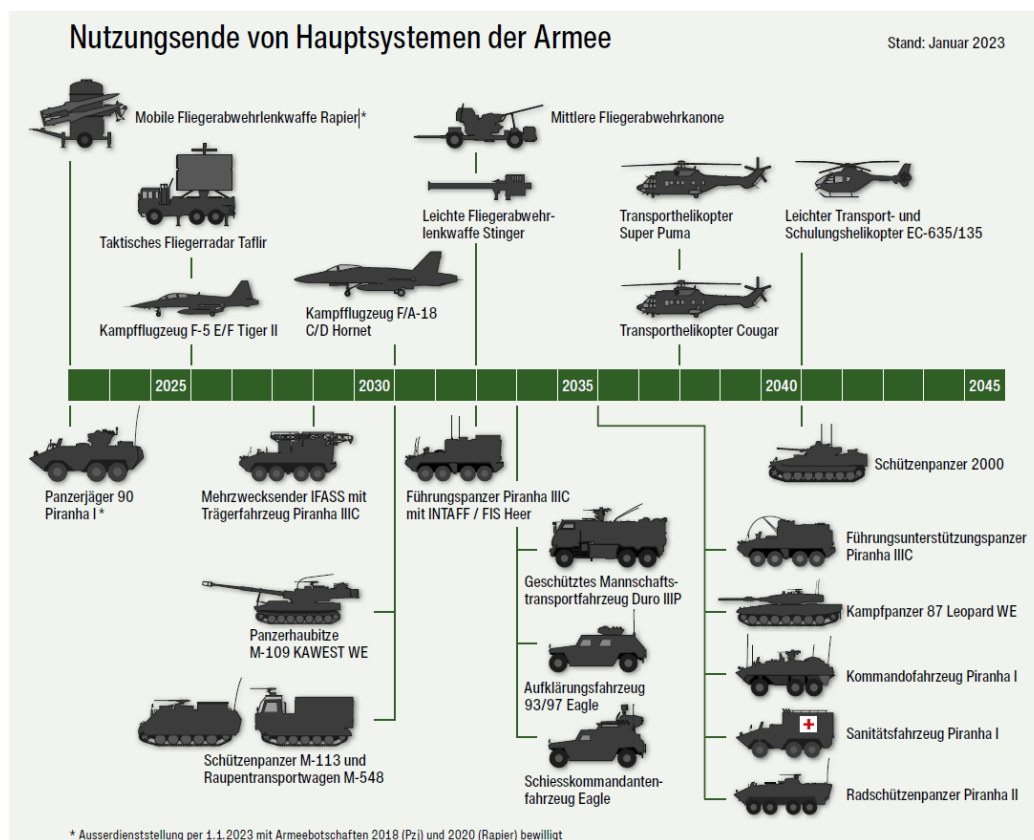 Nutzungsende von Hauptsystemen der Armee
Stand: Januar 2023
Mobile Fliegerabwehrlenkwaffe Rapier*
Mittlere Fliegerabwehrkanone
Taktisches Fliegerradar Taflir
Leichte Fliegerabwehr-
lenkwaffe Stinger
Transporthelikopter
Super Puma
Leichter Transport- und
Schulungshelikopter EC-635/135
Kampfflugzeug F-5 E/F Tiger II
Kampfflugzeug F/A-18
C/D Hornet
Transporthelikopter Cougar
2025
2030
2035
2040
2045
Panzerjäger 90
Piranha I*
Mehrzwecksender IFASS mit
Trägerfahrzeug Piranha IIIC
Führungspanzer Piranha IIIC
mit INTAFF / FIS Heer
Schützenpanzer 2000
Geschütztes Mannschafts-
transportfahrzeug Duro IIIP
Führungsunterstützungspanzer
Piranha IIIC
Panzerhaubitze
M-109 KAWEST WE
Kampfpanzer 87 Leopard WE
Aufklärungsfahrzeug
93/97 Eagle
Kommandofahrzeug Piranha I
Schützenpanzer M-113 und
Raupentransportwagen M-548
Sanitätsfahrzeug Piranha I
Schiesskommandanten-
fahrzeug Eagle
Radschützenpanzer Piranha II
* Ausserdienststellung per 1.1.2023 mit Armeebotschaften 2018 (Pzj) und 2020 (Rapier) bewilligt